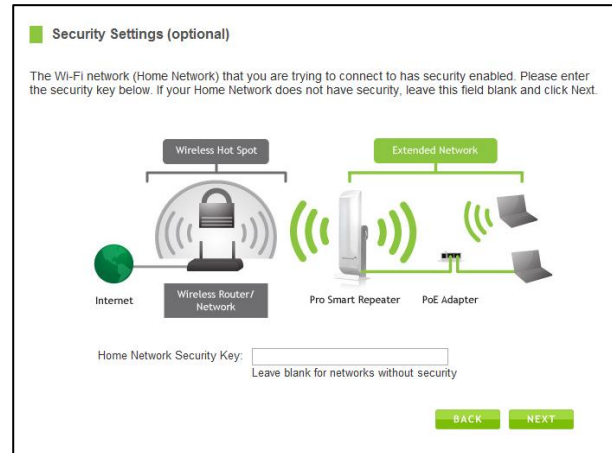 Security Settings (optional)
The Wi-Fi network (Home Network) that you are trying to connect to has security enabled. Please enter
the security key below. If your Home Network does not have security, leave this field blank and click Next.
Wireless Hot Spot
Extended Network
Internet
Wireless Router/
Network
Pro Smart Repeater
PoE Adapter
Home Network Security Key:
Leave blank for networks without security
BACK
NEXT